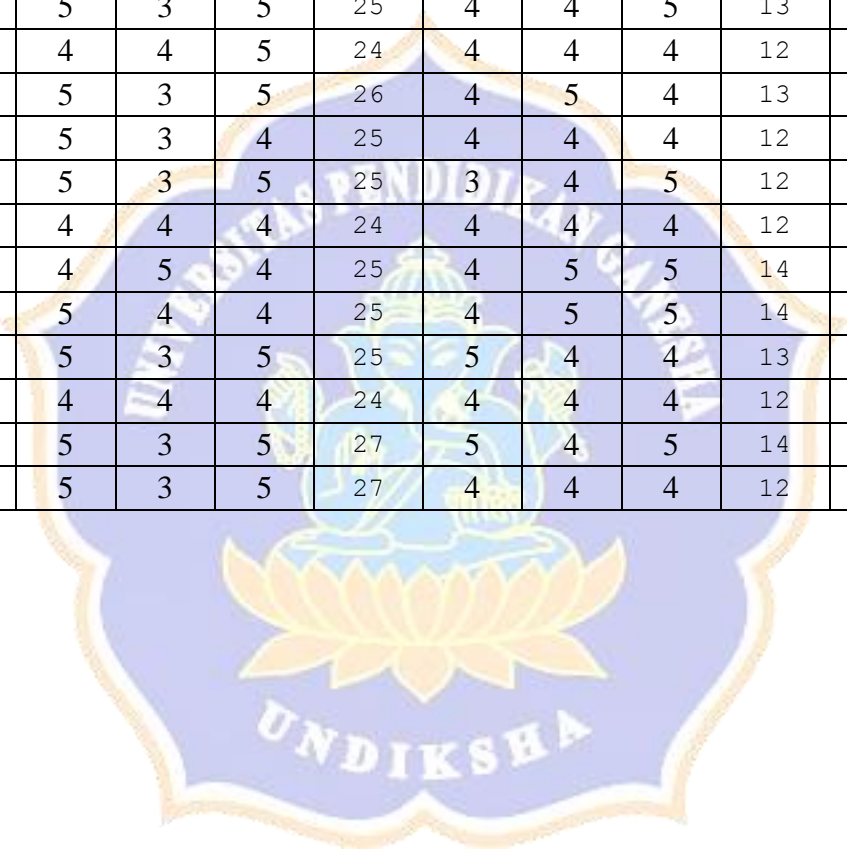 5 3 5 25 4 4 5 13
4 4 5 24 4 4 4 12
5 3 5 26 4 5 4 13
5 3 4 25 4 4 4 12
5 3 5 25 3 4 5 12
4 4 4 24 4 4 4 12
4 5 4 25 4 5 5 14
5 4 4 25 4 5 5 14
5 3 5 25 5 4 4 13
4 4 4 24 4 4 4 12
5 3 5 27 5 4 5 14
5 3 5 27 4 4 4 12
UNIVERSITAS PENDIDIKAN GANESHA
UNDIKSHA